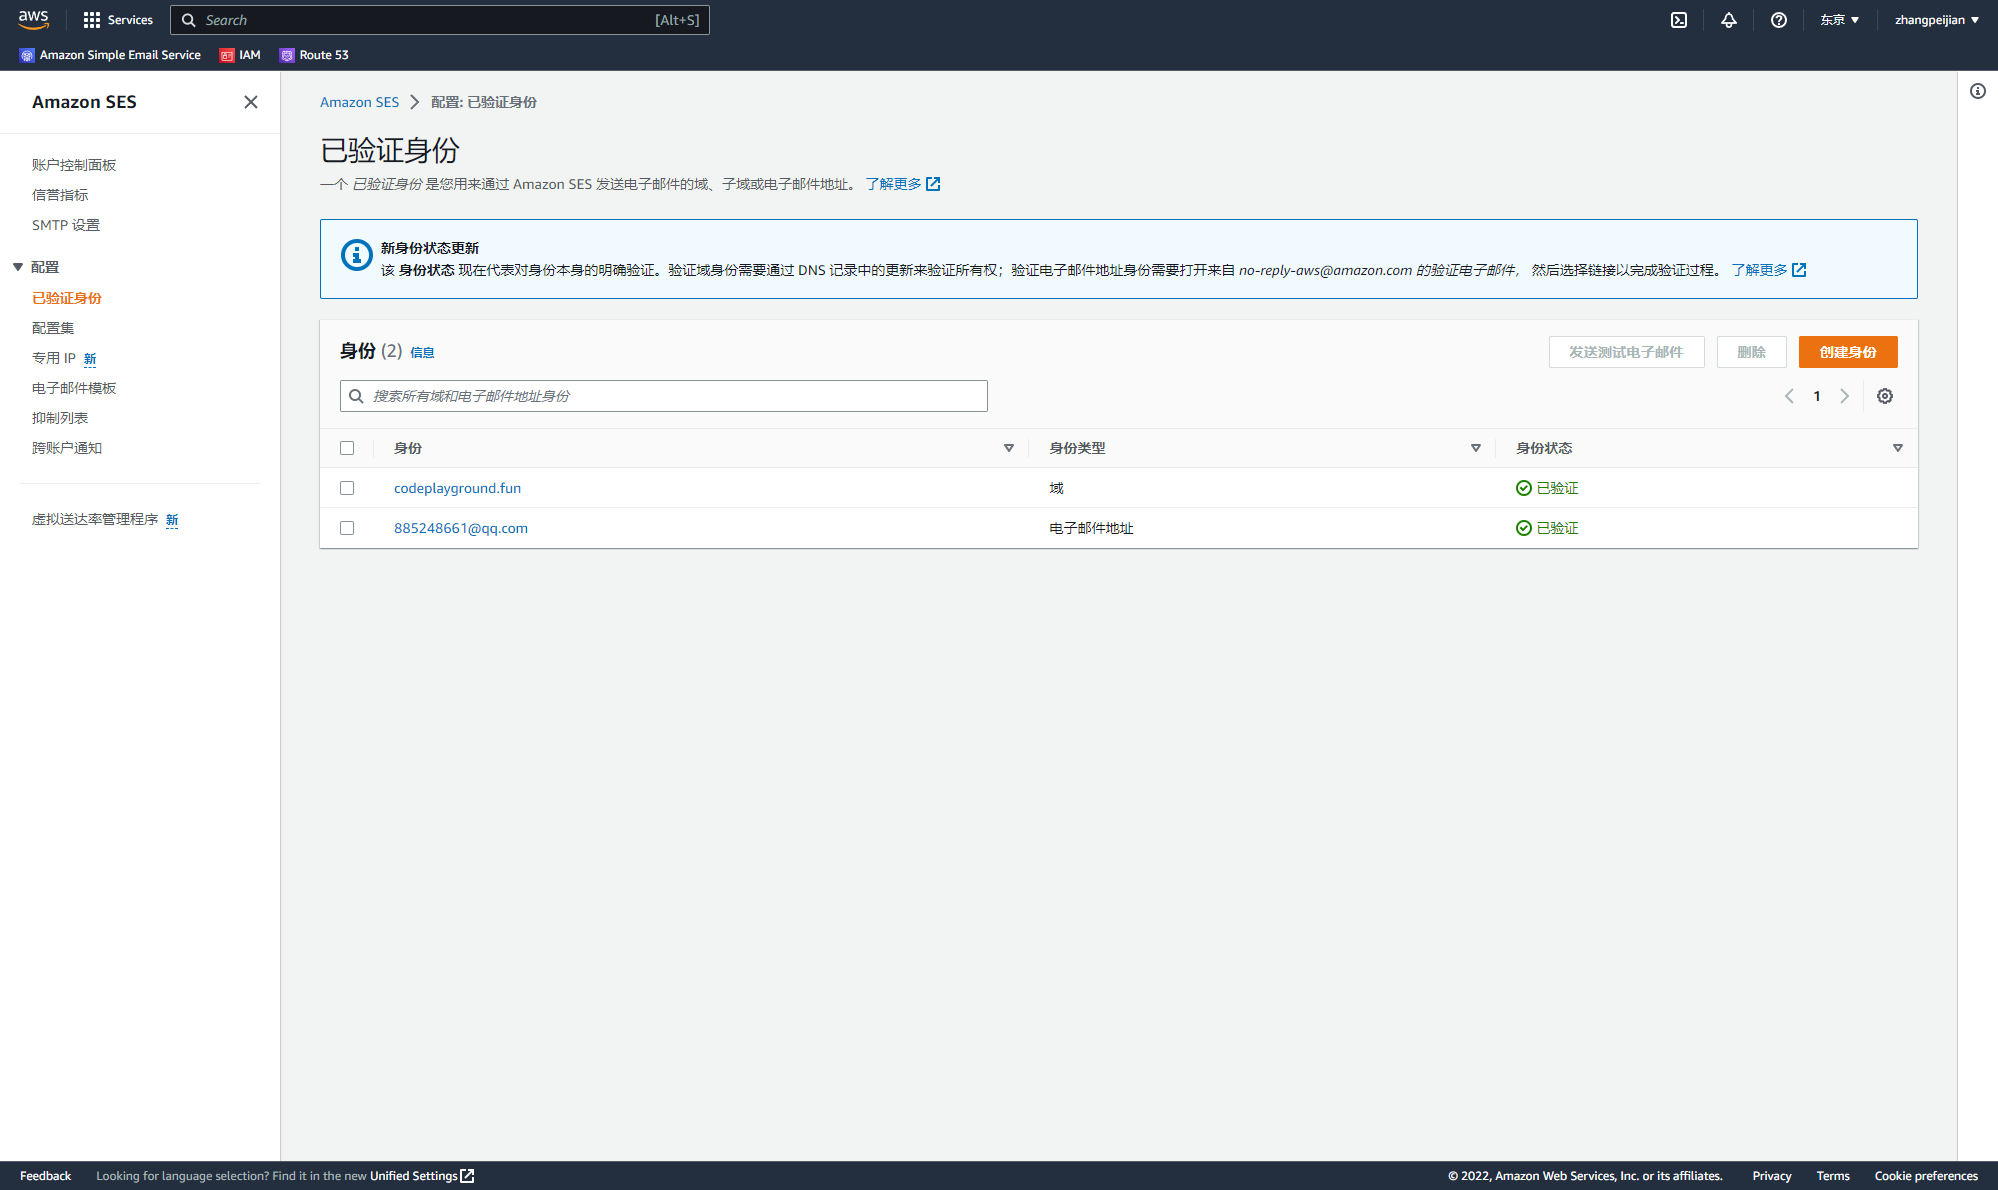 aws Services Search [Alt+S] 东京 zhangpeijian
Amazon Simple Email Service IAM Route 53
Amazon SES
账户控制面板
信誉指标
SMTP 设置
配置
已验证身份
配置集
专用 IP 新
电子邮件模板
抑制列表
跨账户通知
虚拟送达率管理程序 新
Amazon SES 配置: 已验证身份
已验证身份
一个 已验证身份 是您用来通过 Amazon SES 发送电子邮件的域、子域或电子邮件地址。 了解更多
新身份状态更新
该 身份状态 现在代表对身份本身的明确验证。验证域身份需要通过 DNS 记录中的更新来验证所有权；验证电子邮件地址身份需要打开来自 no-reply-aws@amazon.com 的验证电子邮件， 然后选择链接以完成验证过程。 了解更多
身份 (2) 信息 发送测试电子邮件 删除 创建身份
搜索所有域和电子邮件地址身份 1
身份 身份类型 身份状态
codeplayground.fun 域 已验证
885248661@qq.com 电子邮件地址 已验证
Feedback Looking for language selection? Find it in the new Unified Settings © 2022, Amazon Web Services, Inc. or its affiliates. Privacy Terms Cookie preferences